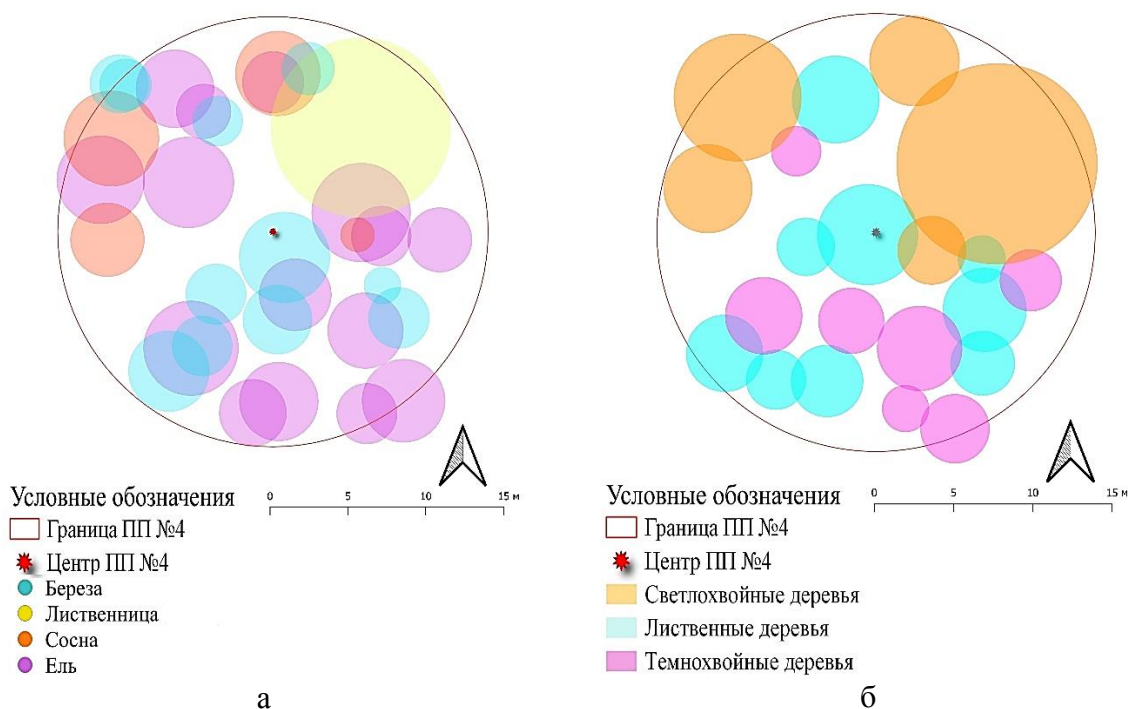 Условные обозначения
0 5 10 15 м
Граница ПП №4
Центр ПП №4
Береза
Лиственница
Сосна
Ель
а
Условные обозначения
0 5 10 15 м
Граница ПП №4
Центр ПП №4
Светлохвойные деревья
Лиственные деревья
Темнохвойные деревья
б